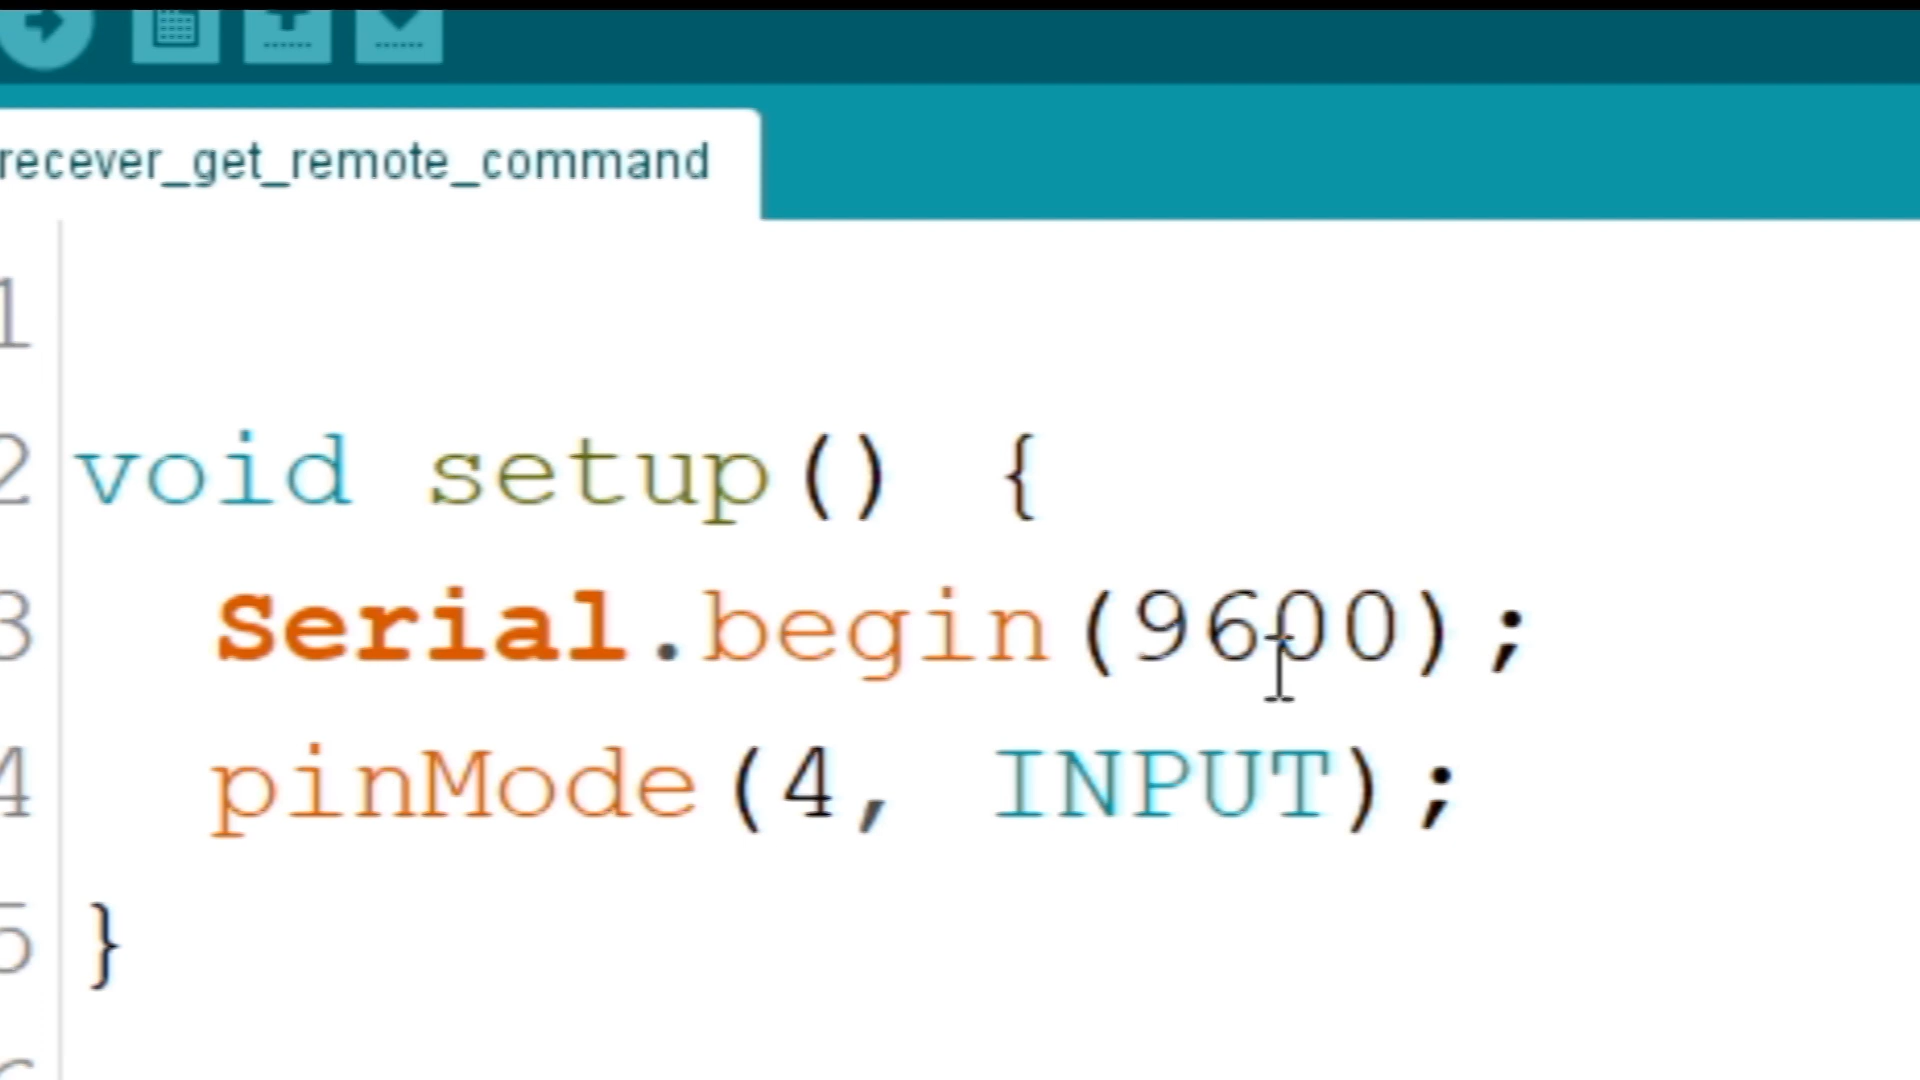 recever_get_remote_command
1
2 void setup() {
3 Serial.begin(9600);
4 pinMode(4, INPUT);
5 }